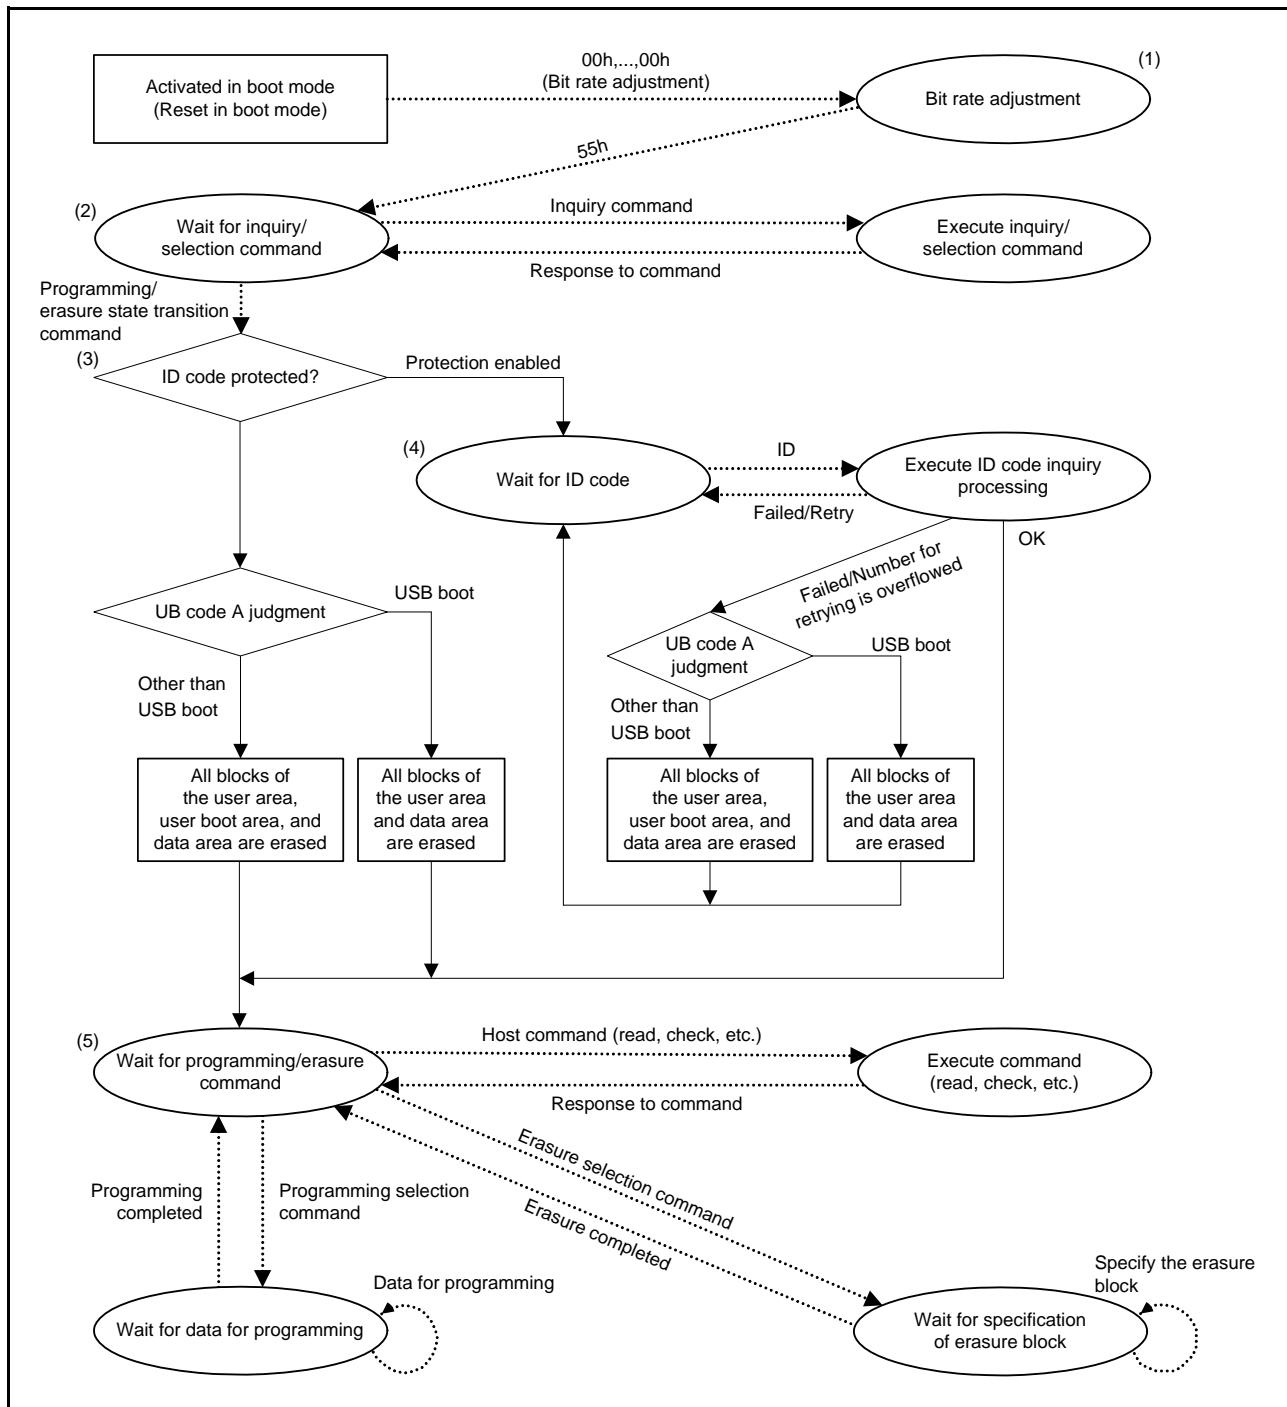 Activated in boot mode
(Reset in boot mode)
00h,...,00h
(Bit rate adjustment)
(1)
Bit rate adjustment
55h
(2)
Wait for inquiry/
selection command
Inquiry command
Response to command
Execute inquiry/
selection command
Programming/
erasure state transition
command
(3)
ID code protected?
Protection enabled
(4)
Wait for ID code
ID
Failed/Retry
Execute ID code inquiry
processing
OK
Failed/Number for
retrying is overflowed
UB code A judgment
USB boot
Other than
USB boot
UB code A
judgment
USB boot
Other than
USB boot
All blocks of
the user area,
user boot area, and
data area are erased
All blocks of
the user area
and data area
are erased
All blocks of
the user area,
user boot area, and
data area are erased
All blocks of
the user area
and data area
are erased
(5)
Wait for programming/erasure
command
Host command (read, check, etc.)
Response to command
Execute command
(read, check, etc.)
Erasure selection command
Erasure completed
Programming
completed
Programming selection
command
Data for programming
Wait for data for programming
Specify the erasure
block
Wait for specification
of erasure block